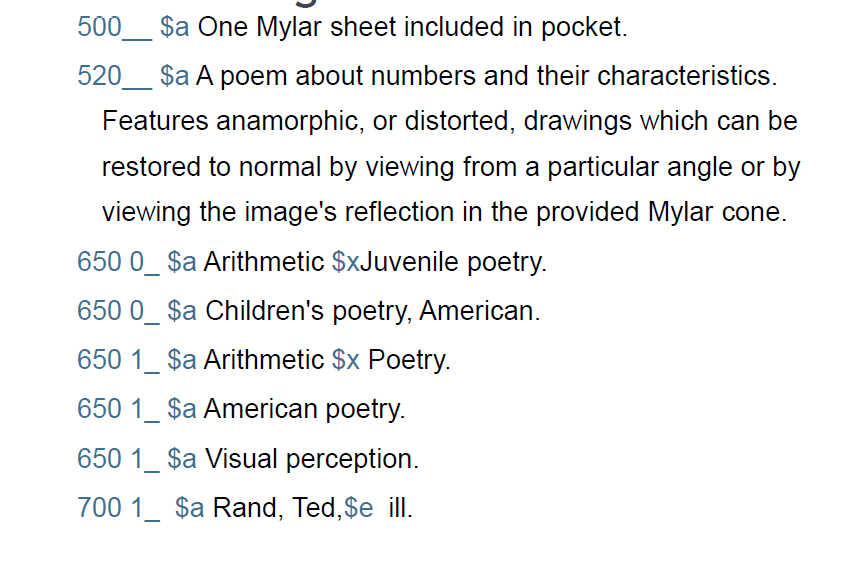 500__ $a One Mylar sheet included in pocket.
520__ $a A poem about numbers and their characteristics.
Features anamorphic, or distorted, drawings which can be
restored to normal by viewing from a particular angle or by
viewing the image's reflection in the provided Mylar cone.
650 0_ $a Arithmetic $xJuvenile poetry.
650 0_ $a Children's poetry, American.
650 1_ $a Arithmetic $x Poetry.
650 1_ $a American poetry.
650 1_ $a Visual perception.
700 1_ $a Rand, Ted,$e ill.